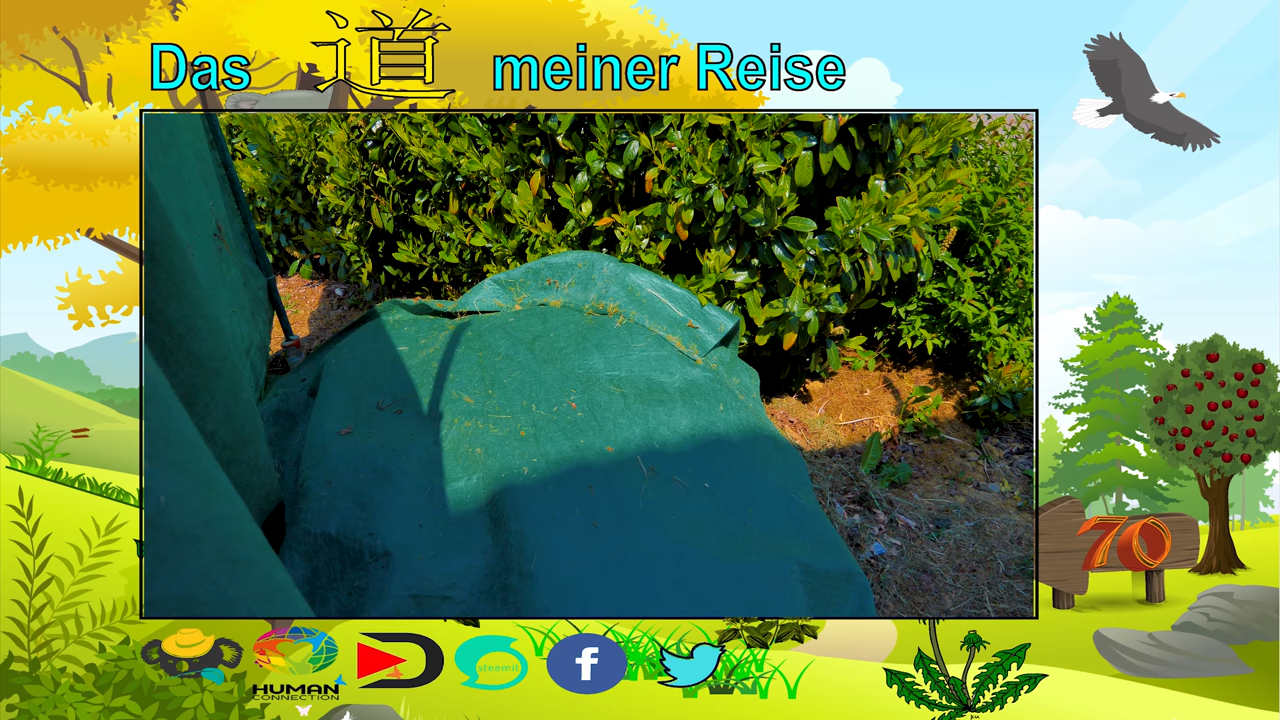 Das 道 meiner Reise
70
steemit
f
HUMAN
CONNECTION